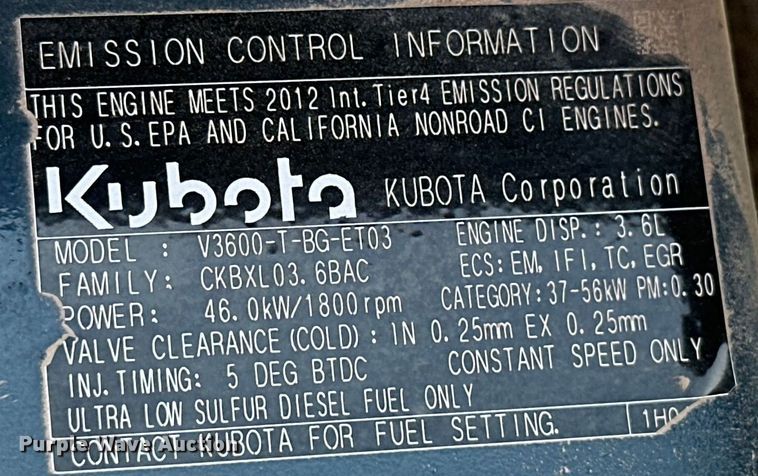 EMISSION CONTROL INFORMATION
THIS ENGINE MEETS 2012 Int. Tier4 EMISSION REGULATIONS
FOR U.S. EPA AND CALIFORNIA NONROAD CI ENGINES.
Kubota KUBOTA Corporation
MODEL : V3600-T-BG-ET03 ENGINE DISP.: 3.6L
FAMILY: CKBXL03.6BAC ECS: EM, IFI, TC, EGR
POWER: 46.0kW/1800rpm CATEGORY: 37-56kW PM:0.30
VALVE CLEARANCE (COLD) : IN 0.25mm EX 0.25mm
INJ. TIMING: 5 DEG BTDC CONSTANT SPEED ONLY
ULTRA LOW SULFUR DIESEL FUEL ONLY
CONTACT KUBOTA FOR FUEL SETTING.
Purple Wave Auction